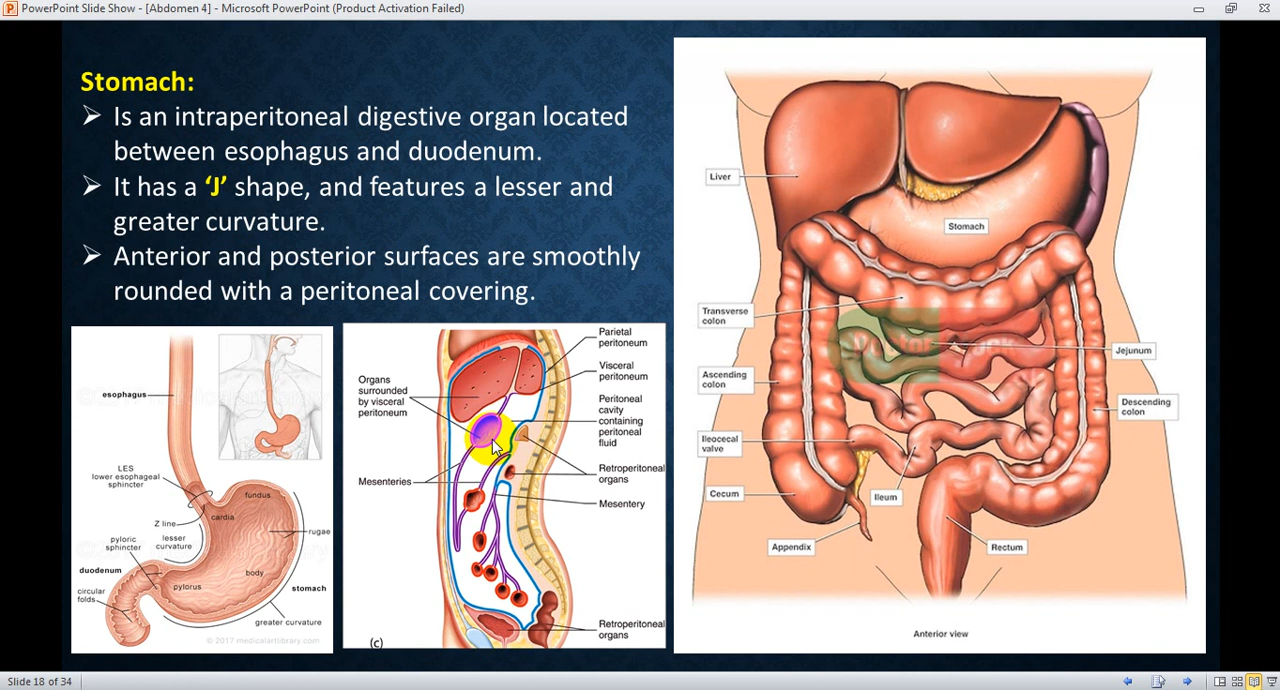 PowerPoint Slide Show - [Abdomen 4] - Microsoft PowerPoint (Product Activation Failed)
Stomach:
Is an intraperitoneal digestive organ located
between esophagus and duodenum.
It has a ‘J’ shape, and features a lesser and
greater curvature.
Anterior and posterior surfaces are smoothly
rounded with a peritoneal covering.
esophagus
LES
lower esophageal
sphincter
Z line
lesser
curvature
pyloric
sphincter
duodenum
circular
folds
fundus
cardia
rugae
body
pylorus
stomach
greater curvature
© 2017 medicalartlibrary.com
Organs
surrounded
by visceral
peritoneum
Mesenteries
Parietal
peritoneum
Visceral
peritoneum
Peritoneal
cavity
containing
peritoneal
fluid
Retroperitoneal
organs
Mesentery
Retroperitoneal
organs
(c)
Liver
Stomach
Transverse
colon
Jejunum
Ascending
colon
Descending
colon
Ileocecal
valve
Cecum
Ileum
Appendix
Rectum
Anterior view
Slide 18 of 34